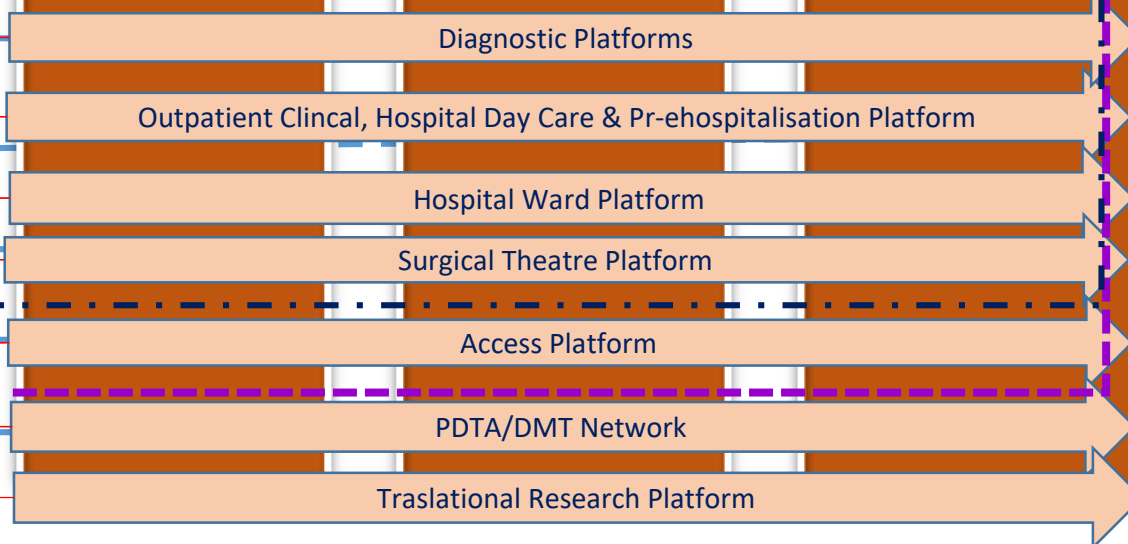 Diagnostic Platforms
Outpatient Clincal, Hospital Day Care & Pr-ehospitalisation Platform
Hospital Ward Platform
Surgical Theatre Platform
Access Platform
PDTA/DMT Network
Traslational Research Platform